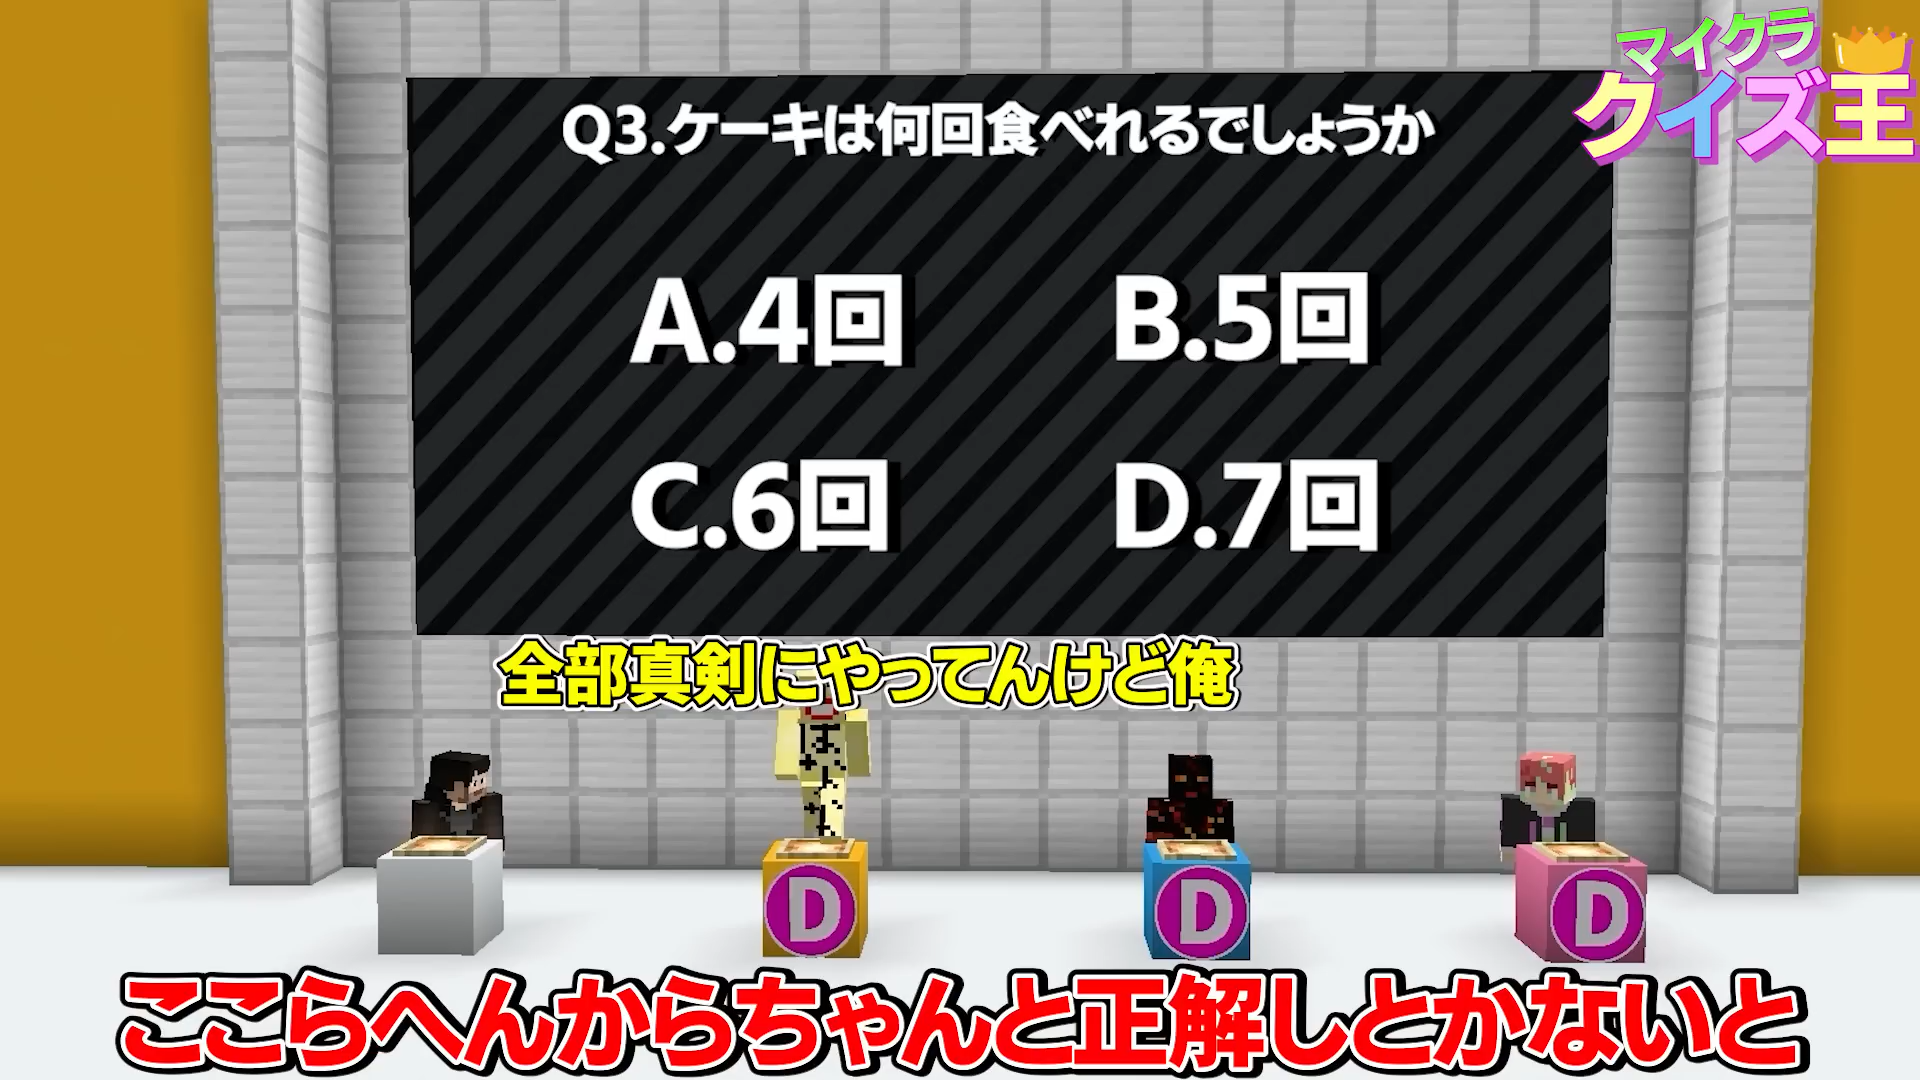 マイクラ
クイズ王
Q3.ケーキは何回食べれるでしょうか
A.4回
B.5回
C.6回
D.7回
全部真剣にやってんけど俺
D
D
D
ここらへんからちゃんと正解しとかないと